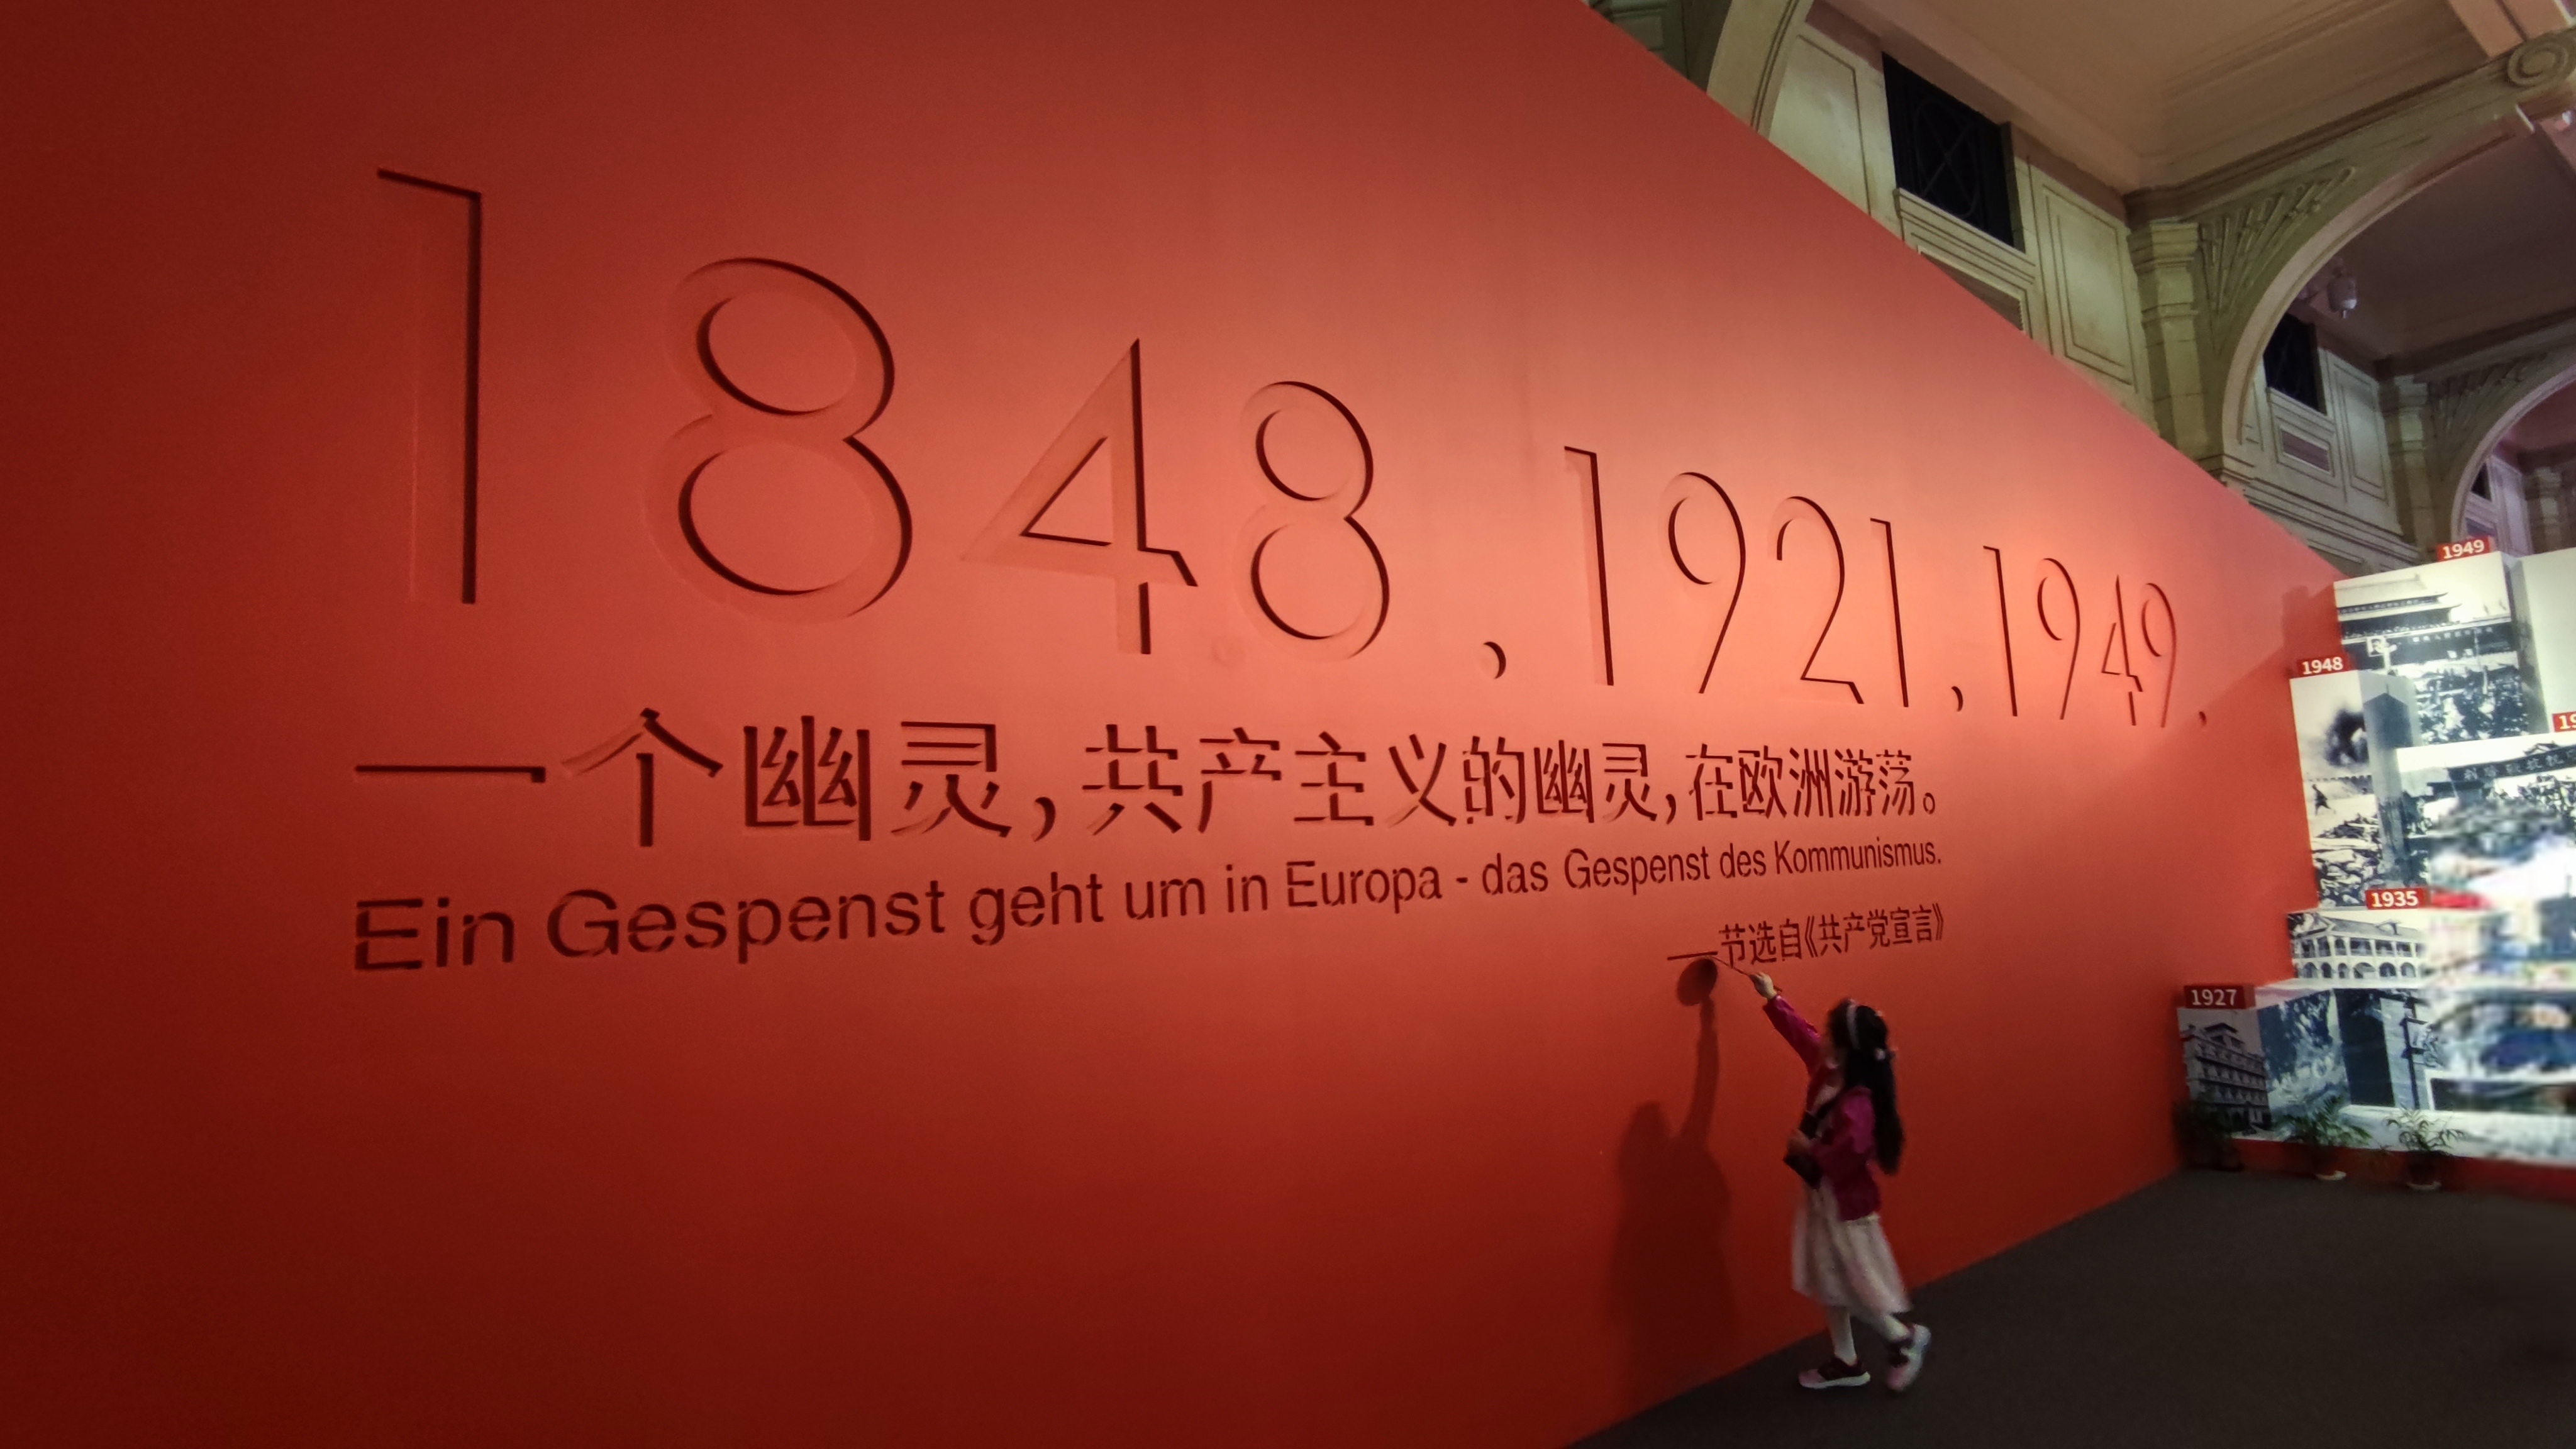 1848,1921,1949,
一个幽灵，共产主义的幽灵，在欧洲游荡。
Ein Gespenst geht um in Europa - das Gespenst des Kommunismus.
——节选自《共产党宣言》
1949
1948
1935
1927